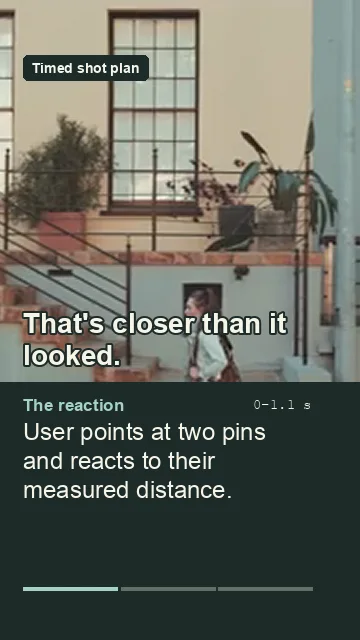 Timed shot plan
That's closer than it
looked.
The reaction 0–1.1 s
User points at two pins
and reacts to their
measured distance.